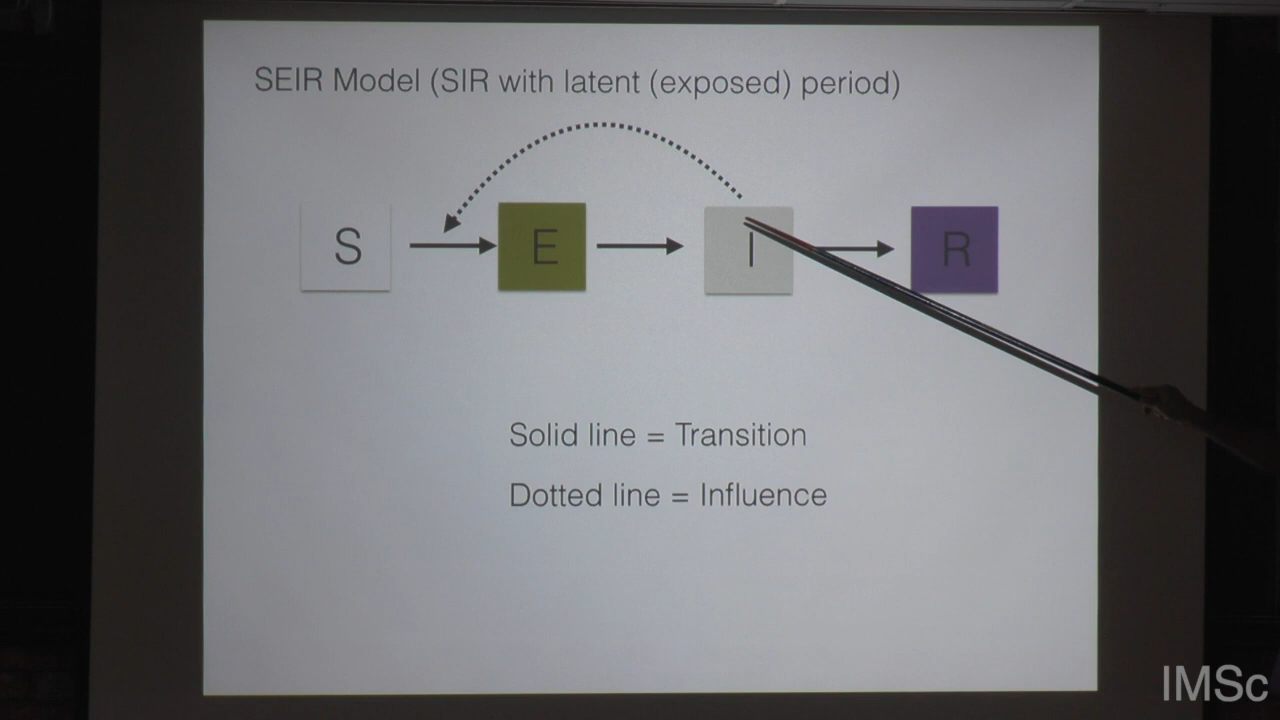 SEIR Model (SIR with latent (exposed) period)
S
E
I
R
Solid line = Transition
Dotted line = Influence
IMSc